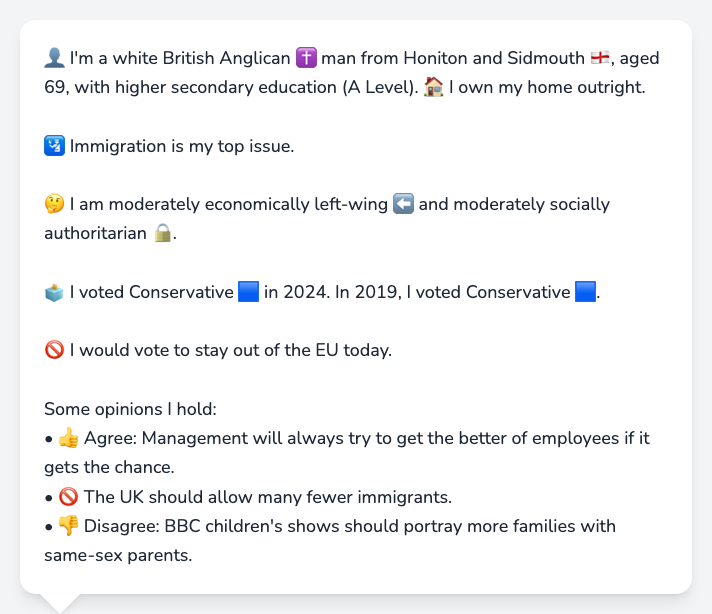 👤 I'm a white British Anglican ✝️ man from Honiton and Sidmouth 🏴󠁧󠁢󠁥󠁮󠁧󠁿, aged
69, with higher secondary education (A Level). 🏠 I own my home outright.
🛂 Immigration is my top issue.
🤔 I am moderately economically left-wing ⬅️ and moderately socially
authoritarian 🔒.
🗳️ I voted Conservative 🟦 in 2024. In 2019, I voted Conservative 🟦.
🚫 I would vote to stay out of the EU today.
Some opinions I hold:
• 👍 Agree: Management will always try to get the better of employees if it
gets the chance.
• 🚫 The UK should allow many fewer immigrants.
• 👎 Disagree: BBC children's shows should portray more families with
same-sex parents.